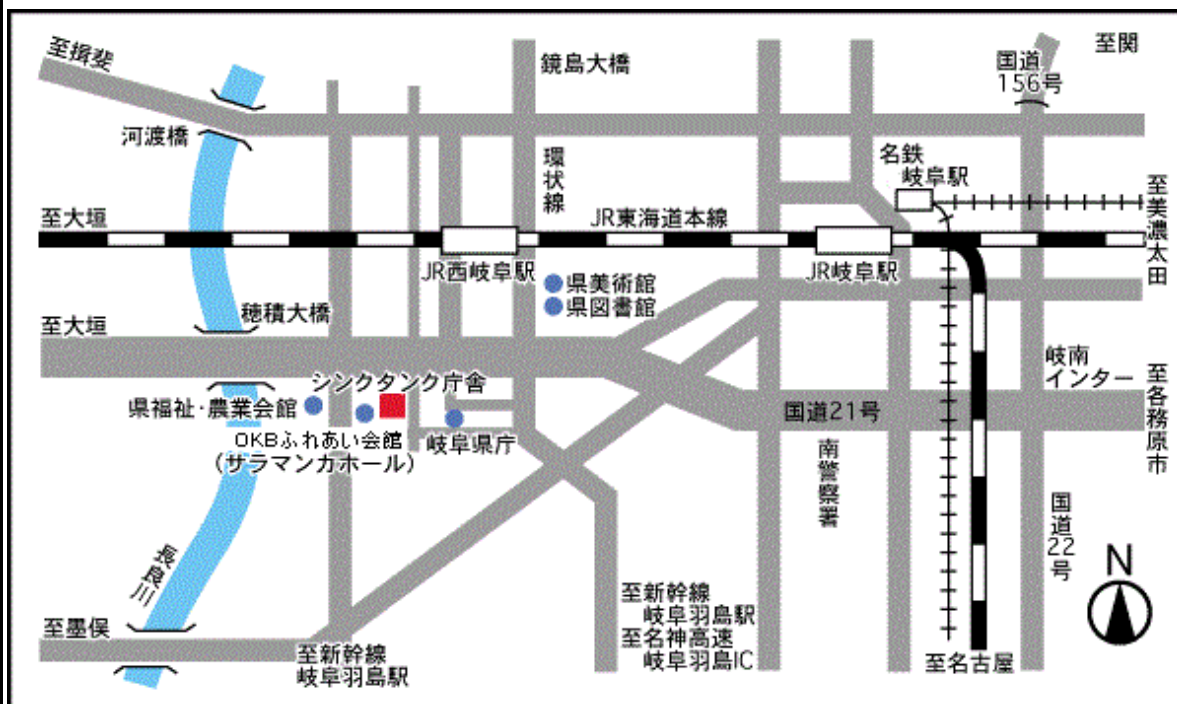 至揖斐
鏡島大橋
国道
156号
至関
河渡橋
環状線
名鉄
岐阜駅
至大垣
JR東海道本線
至美濃太田
JR西岐阜駅
JR岐阜駅
県美術館
県図書館
穂積大橋
至大垣
岐南
インター
シンクタンク庁舎
県福祉・農業会館
国道21号
至各務原市
OKBふれあい会館
(サラマンカホール)
岐阜県庁
南警察署
国道22号
長良川
N
至新幹線
岐阜羽島駅
至名神高速
岐阜羽島IC
至墨俣
至新幹線
岐阜羽島駅
至名古屋